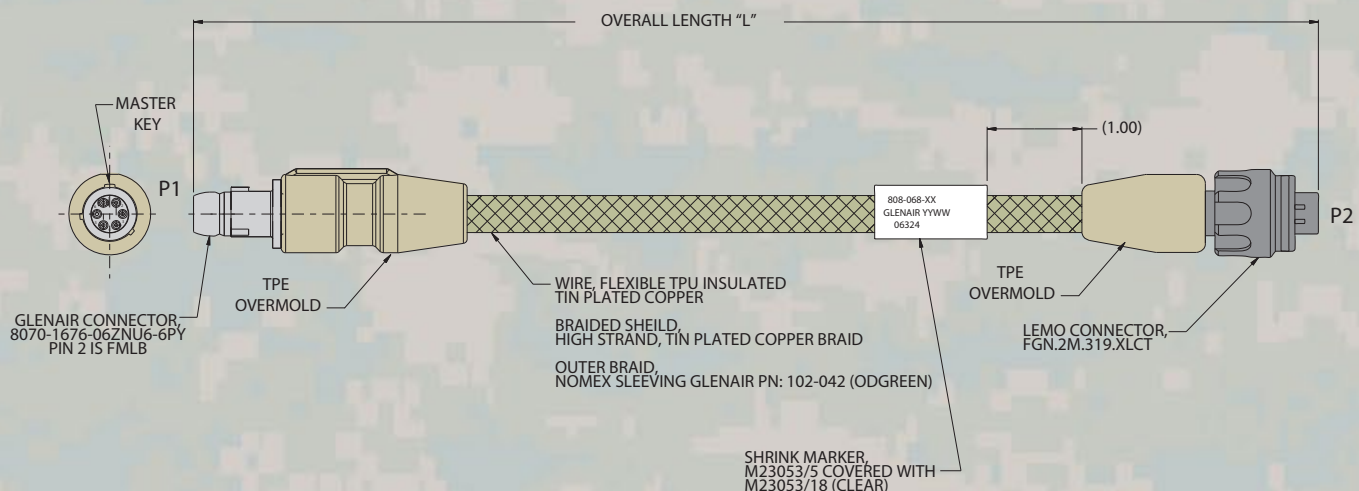 OVERALL LENGTH “L”
MASTER
KEY
P1
(1.00)
808-068-XX
GLENAIR YYWW
06324
P2
TPE
OVERMOLD
WIRE, FLEXIBLE TPU INSULATED
TIN PLATED COPPER
BRAIDED SHEILD,
HIGH STRAND, TIN PLATED COPPER BRAID
OUTER BRAID,
NOMEX SLEEVING GLENAIR PN: 102-042 (ODGREEN)
TPE
OVERMOLD
GLENAIR CONNECTOR,
8070-1676-06ZNU6-6PY
PIN 2 IS FMLB
LEMO CONNECTOR,
FGN.2M.319.XLCT
SHRINK MARKER,
M23053/5 COVERED WITH
M23053/18 (CLEAR)